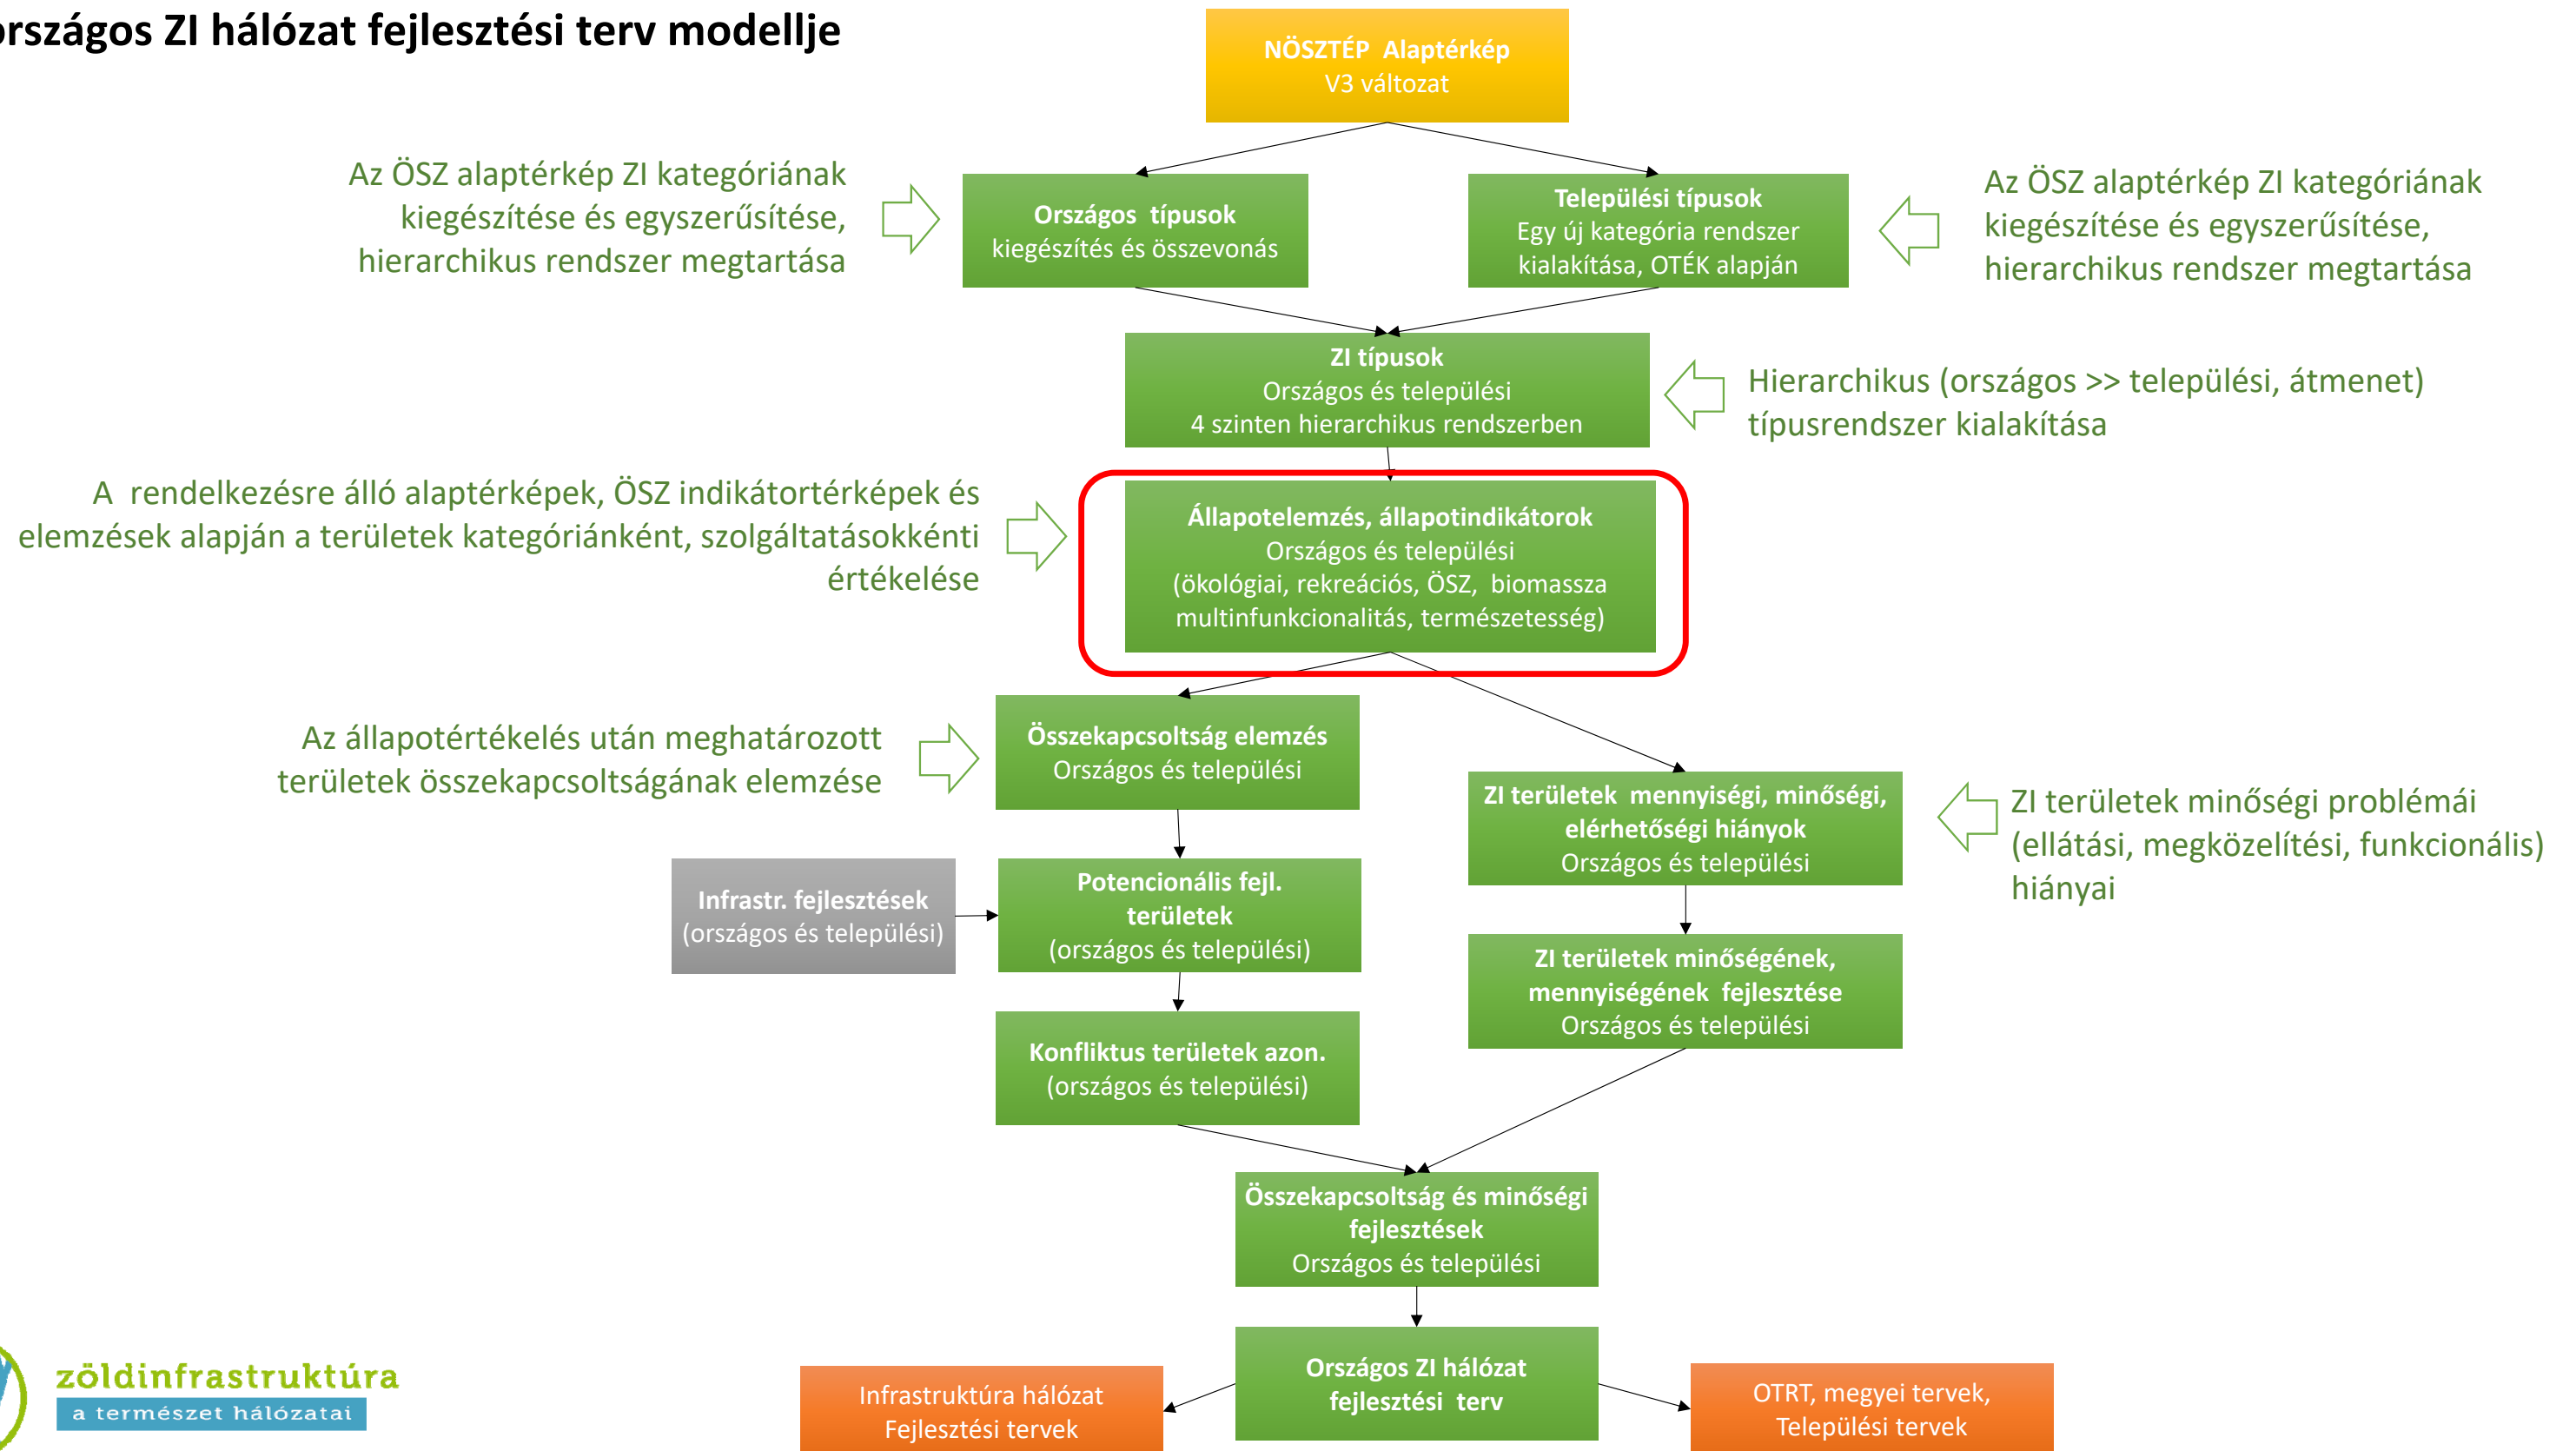 országos ZI hálózat fejlesztési terv modellje
NÖSZTÉP Alaptérkép
V3 változat
Az ÖSZ alaptérkép ZI kategóriának
kiegészítése és egyszerűsítése,
hierarchikus rendszer megtartása
Országos típusok
kiegészítés és összevonás
Települési típusok
Egy új kategória rendszer
kialakítása, OTÉK alapján
Az ÖSZ alaptérkép ZI kategóriának
kiegészítése és egyszerűsítése,
hierarchikus rendszer megtartása
ZI típusok
Országos és települési
4 szinten hierarchikus rendszerben
Hierarchikus (országos >> települési, átmenet)
típusrendszer kialakítása
A rendelkezésre álló alaptérképek, ÖSZ indikátortérképek és
elemzések alapján a területek kategóriánként, szolgáltatásokkénti
értékelése
Állapotelemzés, állapotindikátorok
Országos és települési
(ökológiai, rekreációs, ÖSZ, biomassza
multinfunkcionalitás, természetesség)
Az állapotértékelés után meghatározott
területek összekapcsoltságának elemzése
Összekapcsoltság elemzés
Országos és települési
ZI területek mennyiségi, minőségi,
elérhetőségi hiányok
Országos és települési
ZI területek minőségi problémái
(ellátási, megközelítési, funkcionális)
hiányai
Infrastr. fejlesztések
(országos és települési)
Potencionális fejl.
területek
(országos és települési)
ZI területek minőségének,
mennyiségének fejlesztése
Országos és települési
Konfliktus területek azon.
(országos és települési)
Összekapcsoltság és minőségi
fejlesztések
Országos és települési
Országos ZI hálózat
fejlesztési terv
Infrastruktúra hálózat
Fejlesztési tervek
OTRT, megyei tervek,
Települési tervek
zöldinfrastruktúra
a természet hálózatai